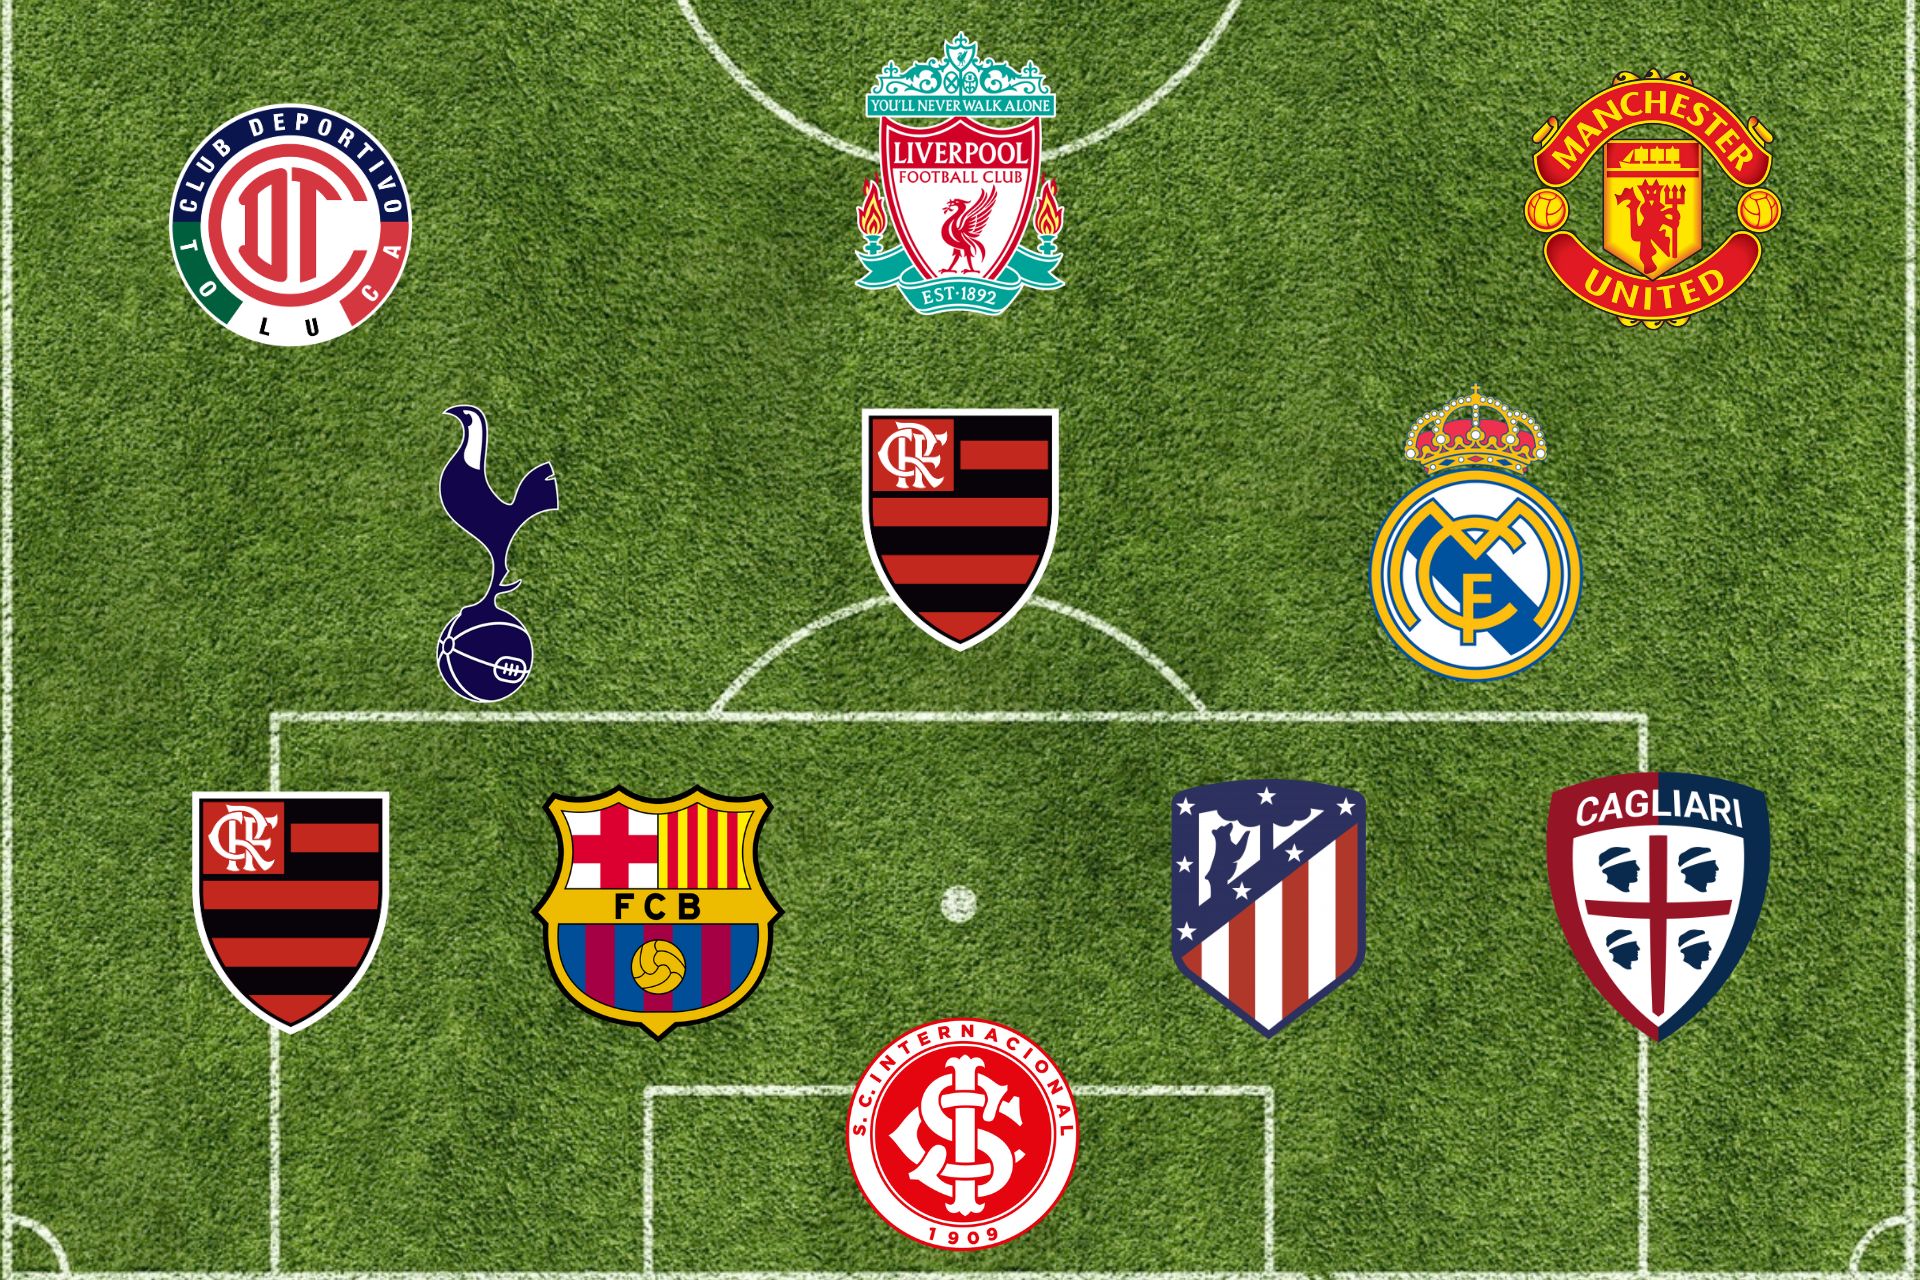 CLUB DEPORTIVO
TOLUCA
DTC
YOU'LL NEVER WALK ALONE
LIVERPOOL
FOOTBALL CLUB
EST·1892
MANCHESTER
UNITED
CRF
MCF
CRF
FCB
CAGLIARI
S.C. INTERNACIONAL
SCI
1909